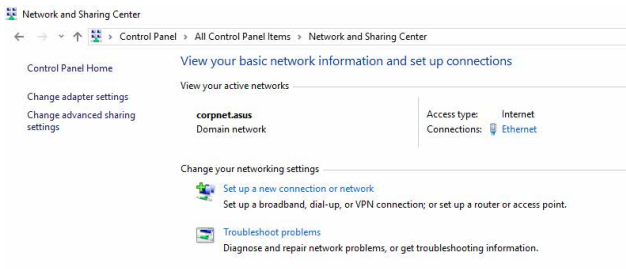 Network and Sharing Center
Control Panel > All Control Panel Items > Network and Sharing Center
Control Panel Home
Change adapter settings
Change advanced sharing
settings
View your basic network information and set up connections
View your active networks
corpnet.asus
Domain network
Access type: Internet
Connections: Ethernet
Change your networking settings
Set up a new connection or network
Set up a broadband, dial-up, or VPN connection; or set up a router or access point.
Troubleshoot problems
Diagnose and repair network problems, or get troubleshooting information.